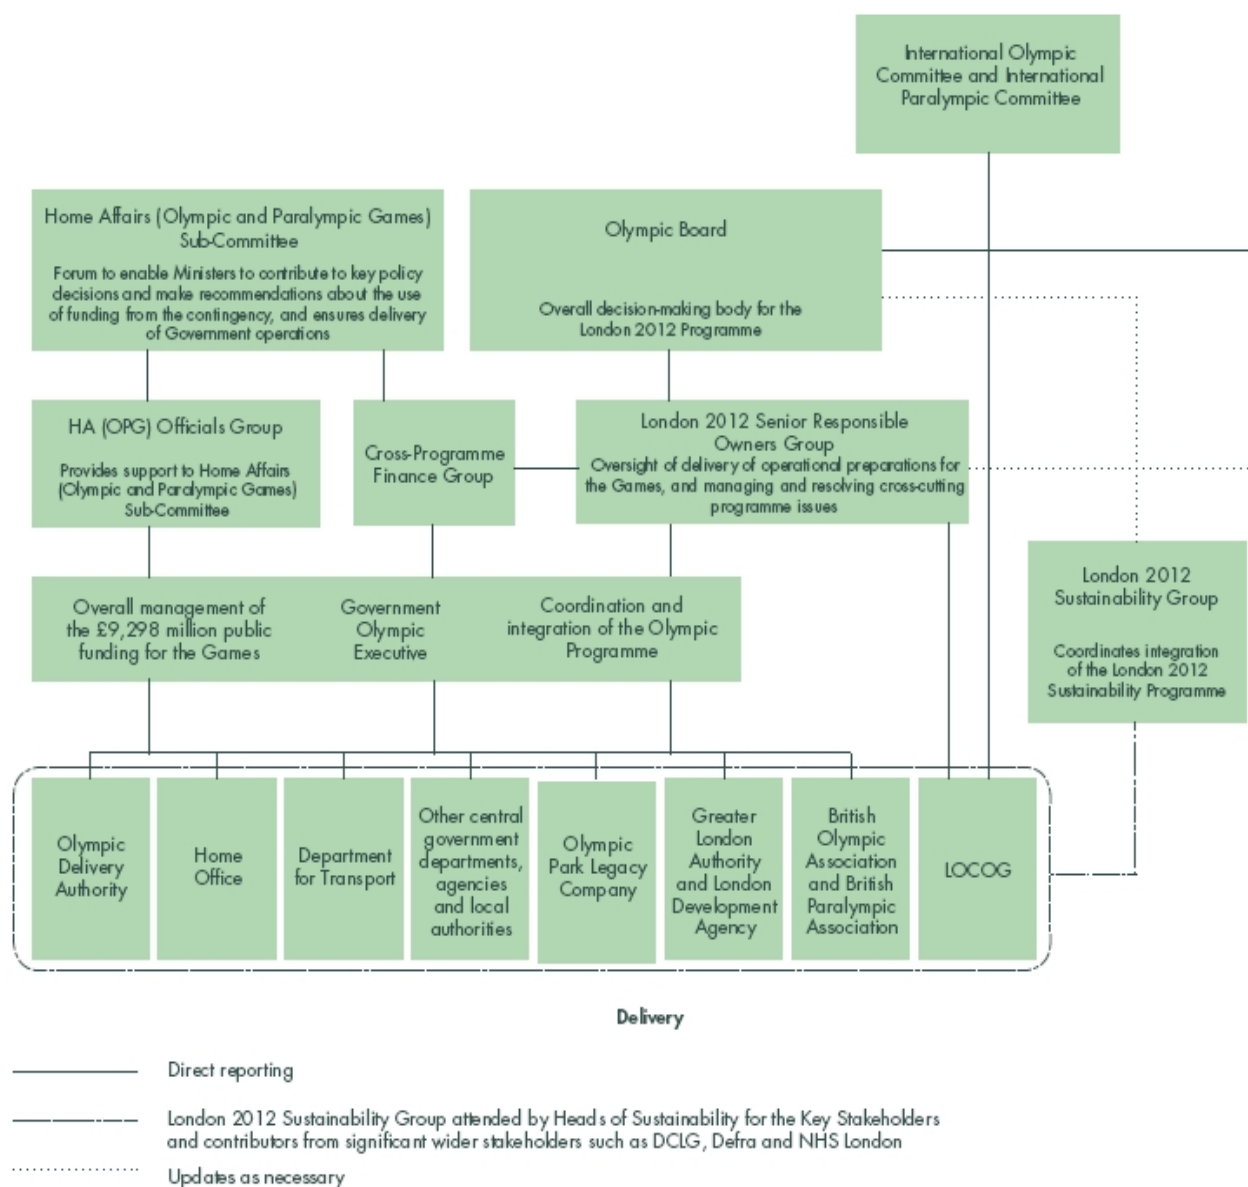 International Olympic
Committee and International
Paralympic Committee
Home Affairs (Olympic and Paralympic Games)
Sub-Committee
Forum to enable Ministers to contribute to key policy
decisions and make recommendations about the use
of funding from the contingency, and ensures delivery
of Government operations
Olympic Board
Overall decision-making body for the
London 2012 Programme
HA (OPG) Officials Group
Provides support to Home Affairs
(Olympic and Paralympic Games)
Sub-Committee
Cross-Programme
Finance Group
London 2012 Senior Responsible
Owners Group
Oversight of delivery of operational preparations for
the Games, and managing and resolving cross-cutting
programme issues
London 2012
Sustainability Group
Coordinates integration
of the London 2012
Sustainability Programme
Overall management of
the £9,298 million public
funding for the Games
Government
Olympic
Executive
Coordination and
integration of the Olympic
Programme
Olympic
Delivery
Authority
Home
Office
Department
for Transport
Other central
government
departments,
agencies
and local
authorities
Olympic
Park Legacy
Company
Greater
London
Authority
and London
Development
Agency
British
Olympic
Association
and British
Paralympic
Association
LOCOG
Delivery
Direct reporting
London 2012 Sustainability Group attended by Heads of Sustainability for the Key Stakeholders
and contributors from significant wider stakeholders such as DCLG, Defra and NHS London
Updates as necessary